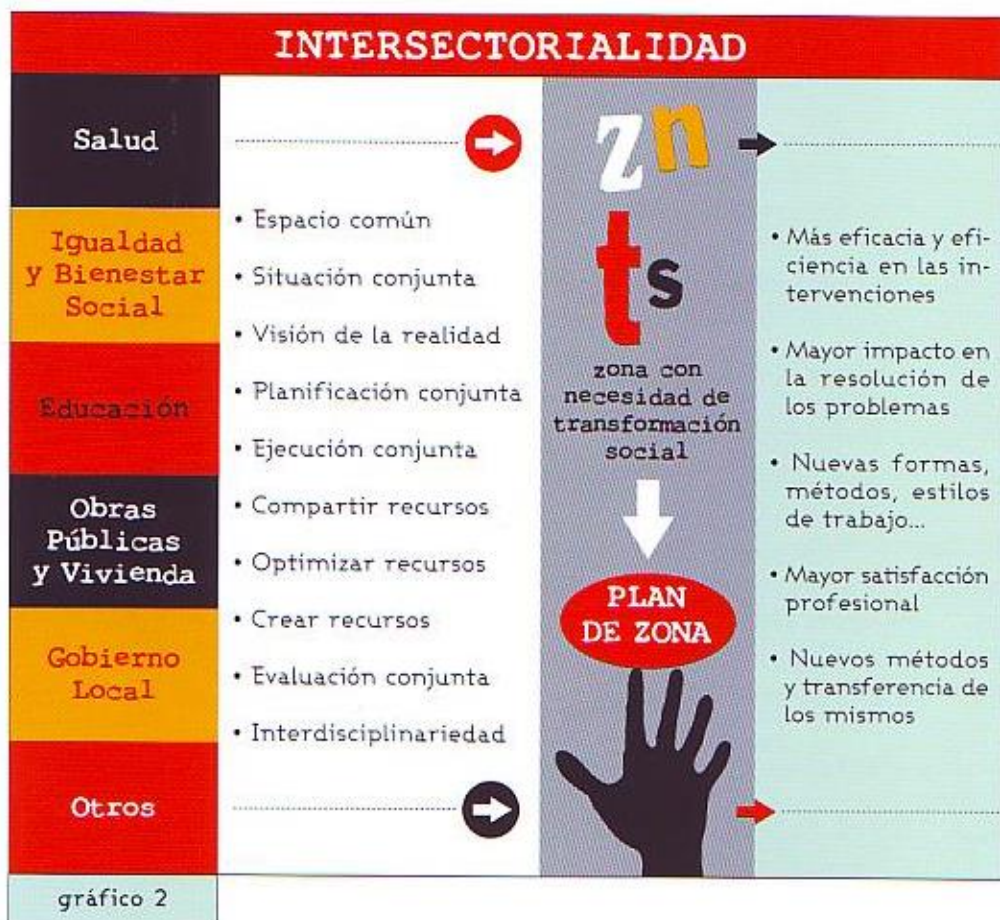 INTERSECTORIALIDAD
Salud
Igualdad
y Bienestar
Social
Educación
Obras
Públicas
y Vivienda
Gobierno
Local
Otros
• Espacio común
• Situación conjunta
• Visión de la realidad
• Planificación conjunta
• Ejecución conjunta
• Compartir recursos
• Optimizar recursos
• Crear recursos
• Evaluación conjunta
• Interdisciplinariedad
zn
ts
zona con
necesidad de
transformación
social
PLAN
DE ZONA
• Más eficacia y efi-
ciencia en las in-
tervenciones
• Mayor impacto en
la resolución de
los problemas
• Nuevas formas,
métodos, estilos
de trabajo...
• Mayor satisfacción
profesional
• Nuevos métodos
y transferencia de
los mismos
gráfico 2